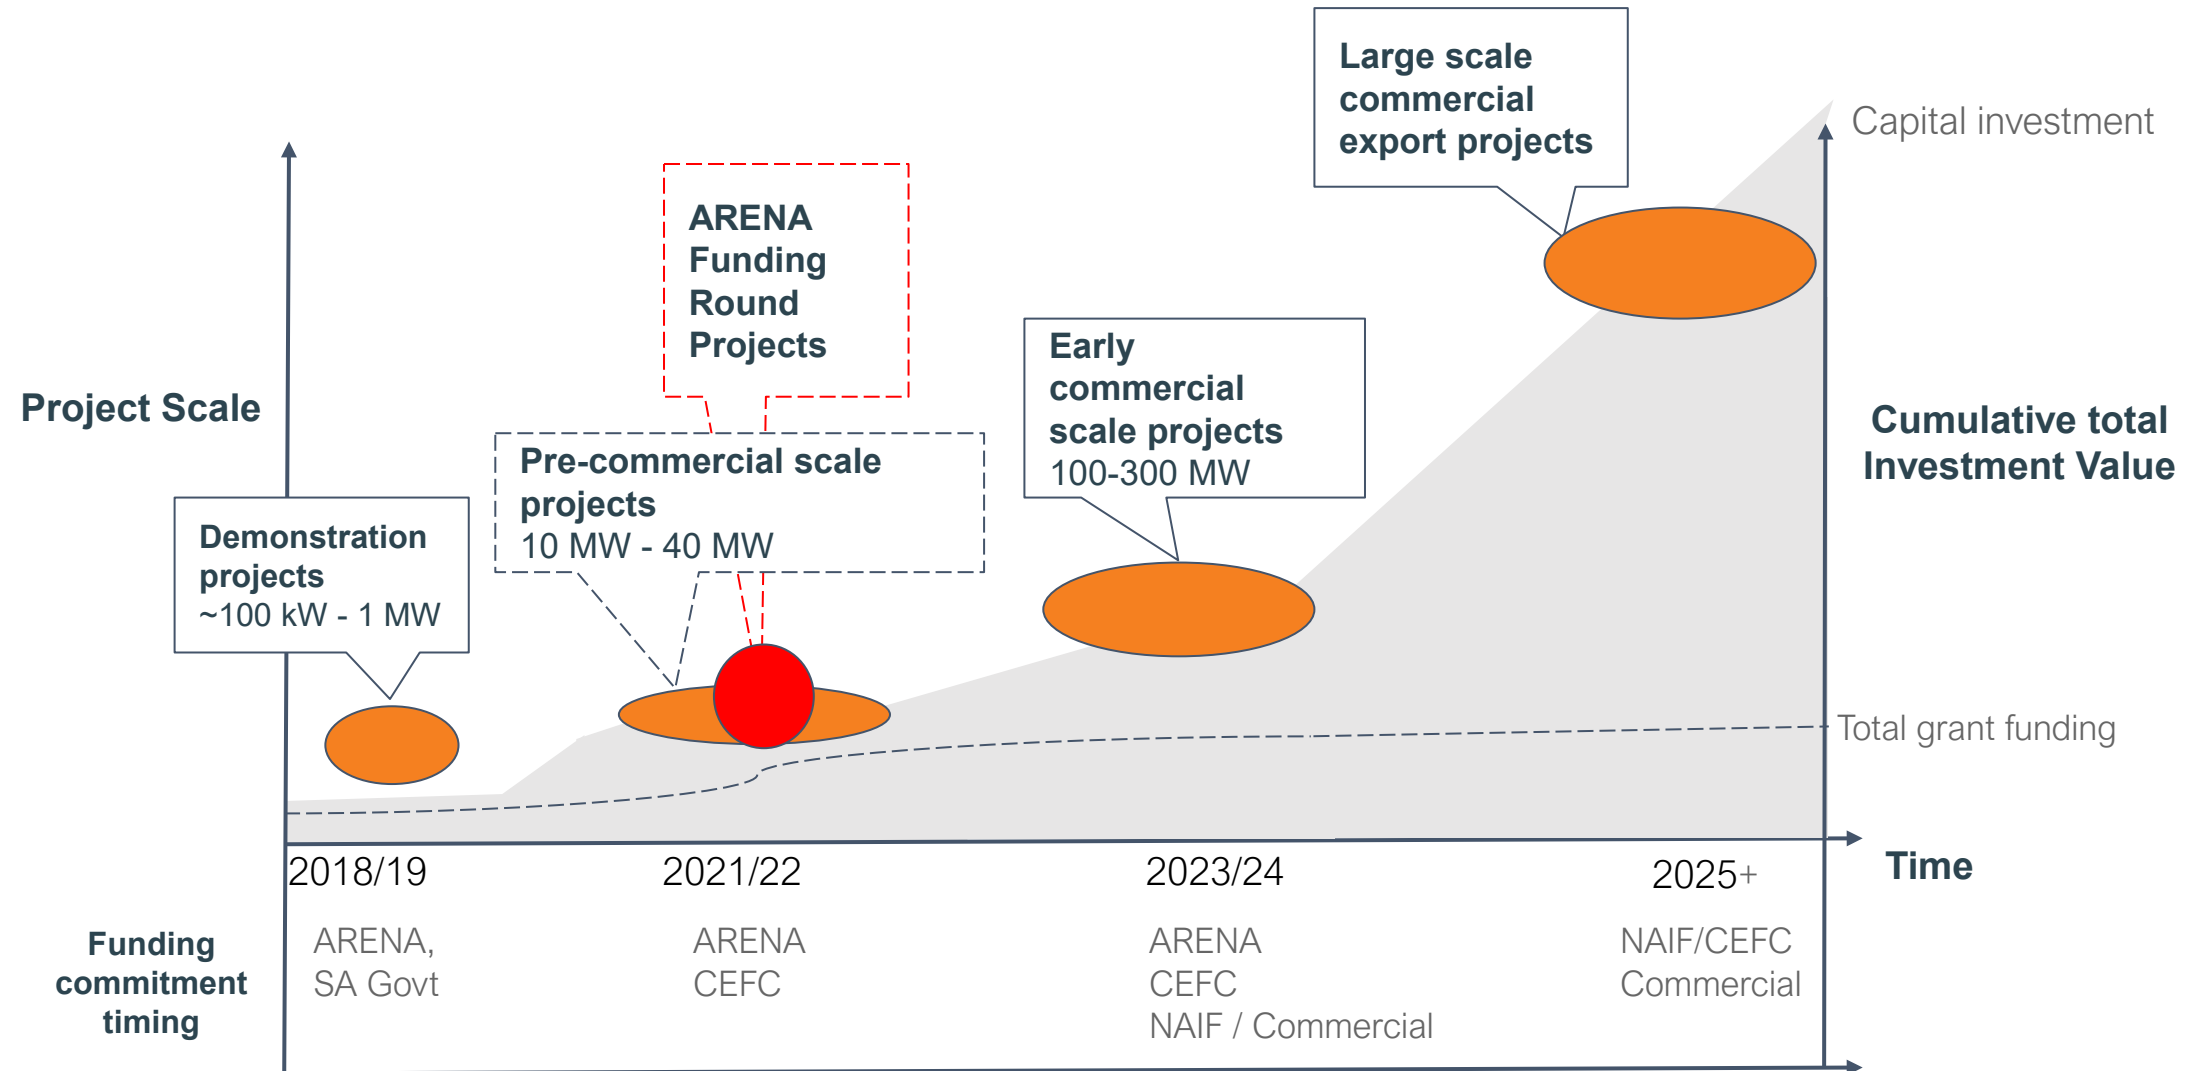 Large scale
commercial
export projects
Capital investment
ARENA
Funding
Round
Projects
Early
commercial
scale projects
100-300 MW
Project Scale
Cumulative total
Investment Value
Pre-commercial scale
projects
10 MW - 40 MW
Demonstration
projects
~100 kW - 1 MW
Total grant funding
2018/19
2021/22
2023/24
2025+
Time
Funding
commitment
timing
ARENA,
SA Govt
ARENA
CEFC
ARENA
CEFC
NAIF / Commercial
NAIF/CEFC
Commercial